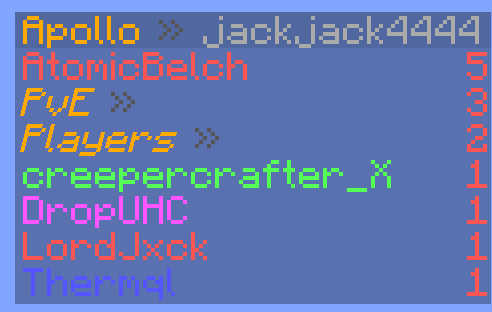 Apollo » jackjack4444
AtomicBelch 5
PvE » 3
Players » 2
creepercrafter_X 1
DropUHC 1
LordJxck 1
Thermql 1